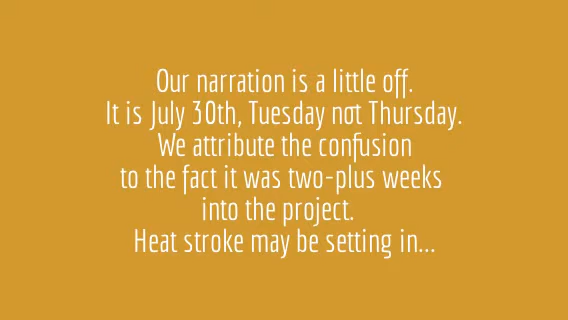 Our narration is a little off.
It is July 30th, Tuesday not Thursday.
We attribute the confusion
to the fact it was two-plus weeks
into the project.
Heat stroke may be setting in...